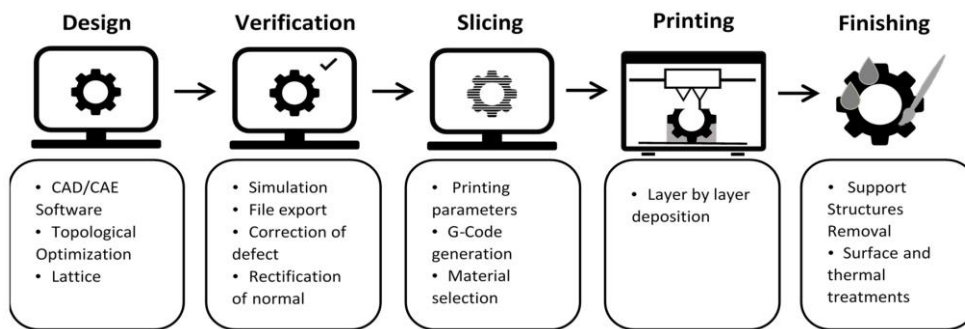 Design
Verification
Slicing
Printing
Finishing
• CAD/CAE
Software
• Topological
Optimization
• Lattice
• Simulation
• File export
• Correction of
defect
• Rectification
of normal
• Printing
parameters
• G-Code
generation
• Material
selection
• Layer by layer
deposition
• Support
Structures
Removal
• Surface and
thermal
treatments